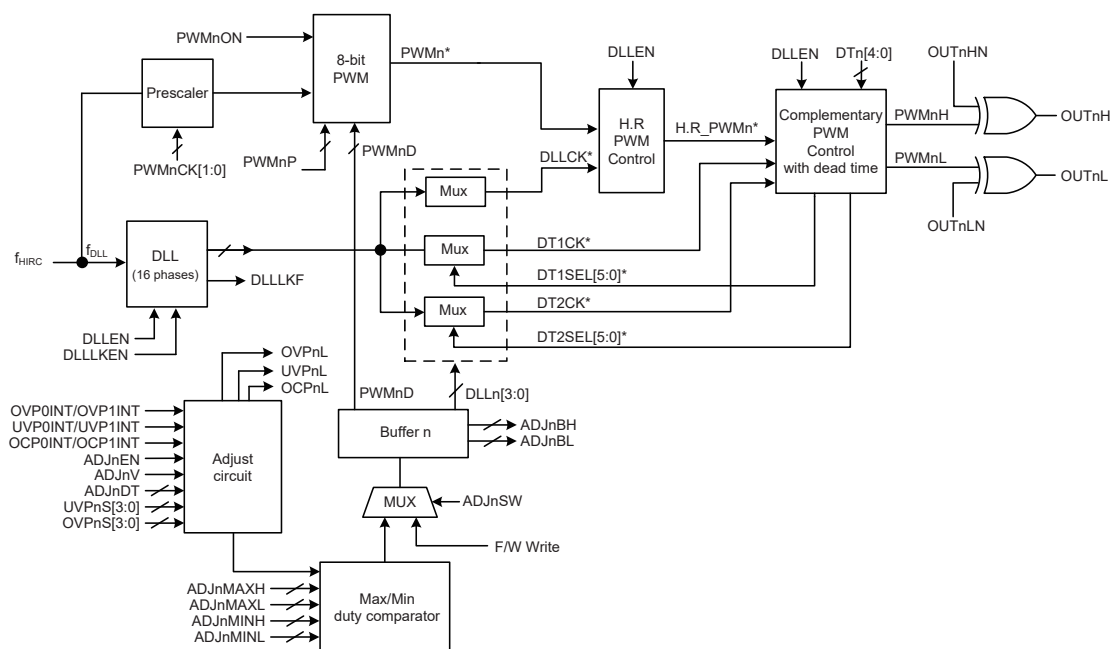 PWMnON
8-bit
PWM
PWMn*
DLLEN
DLLEN
DTn[4:0]
OUTnHN
Prescaler
H.R
PWM
Control
H.R_PWMn*
Complementary
PWM
Control
with dead time
PWMnH
OUTnH
PWMnCK[1:0]
PWMnP
PWMnD
DLLCK*
PWMnL
OUTnL
Mux
OUTnLN
fHIRC
fDLL
DLL
(16 phases)
DLLLKF
Mux
DT1CK*
DT1SEL[5:0]*
Mux
DT2CK*
DT2SEL[5:0]*
DLLEN
DLLLKEN
OVPnL
UVPnL
OCPnL
PWMnD
DLLn[3:0]
OVP0INT/OVP1INT
UVP0INT/UVP1INT
OCP0INT/OCP1INT
ADJnEN
ADJnV
ADJnDT
UVPnS[3:0]
OVPnS[3:0]
Adjust
circuit
Buffer n
ADJnBH
ADJnBL
MUX
ADJnSW
F/W Write
ADJnMAXH
ADJnMAXL
ADJnMINH
ADJnMINL
Max/Min
duty comparator